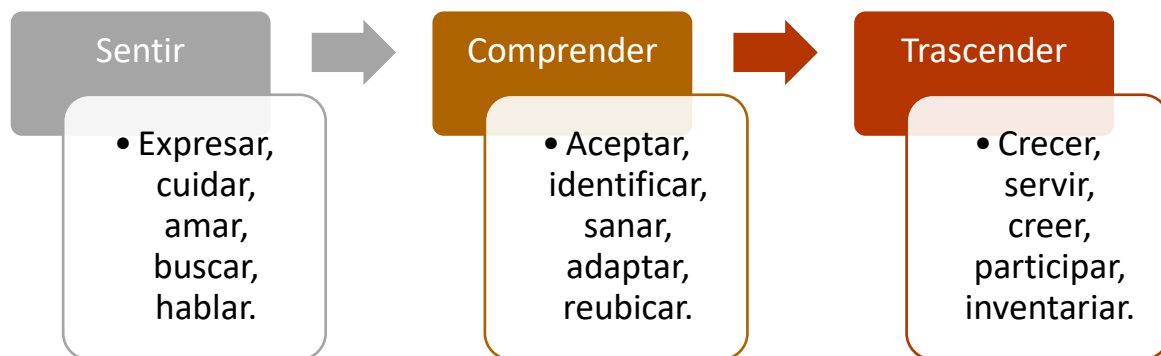 Sentir
• Expresar,
cuidar,
amar,
buscar,
hablar.
Comprender
• Aceptar,
identificar,
sanar,
adaptar,
reubicar.
Trascender
• Crecer,
servir,
creer,
participar,
inventariar.